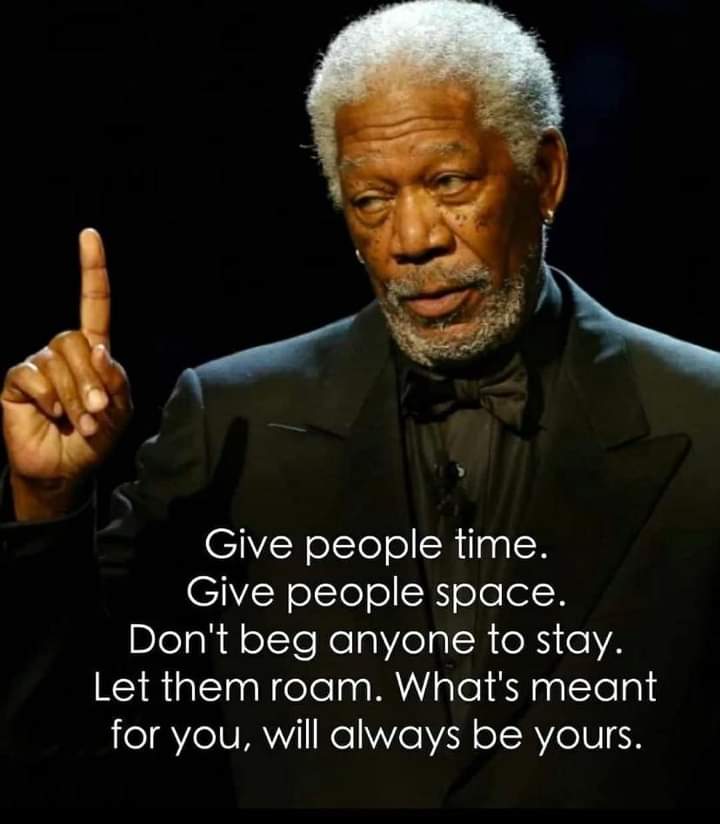 Give people time.
Give people space.
Don't beg anyone to stay.
Let them roam. What's meant
for you, will always be yours.